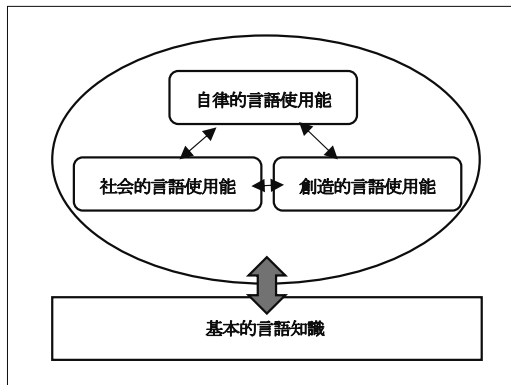 自律的言語使用能
社会的言語使用能
創造的言語使用能
基本的言語知識